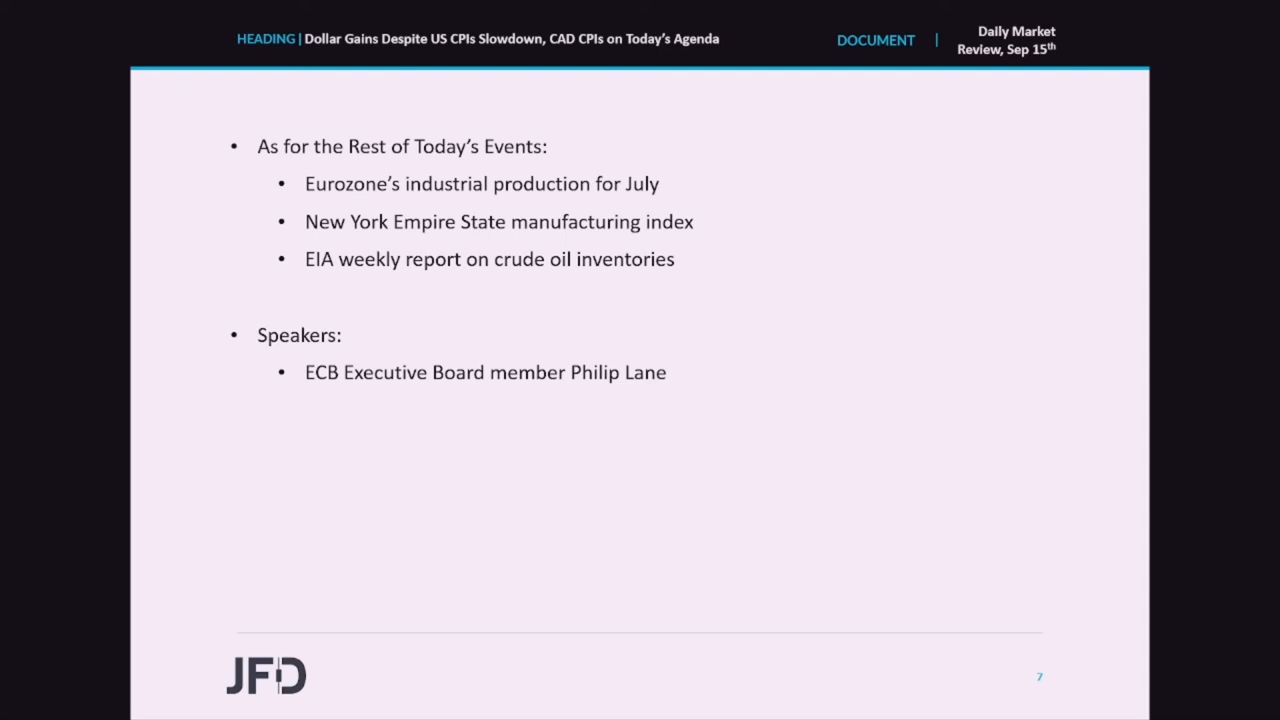 HEADING | Dollar Gains Despite US CPIs Slowdown, CAD CPIs on Today's Agenda
DOCUMENT | Daily Market
Review, Sep 15th
• As for the Rest of Today's Events:
• Eurozone's industrial production for July
• New York Empire State manufacturing index
• EIA weekly report on crude oil inventories
• Speakers:
• ECB Executive Board member Philip Lane
JFD
7